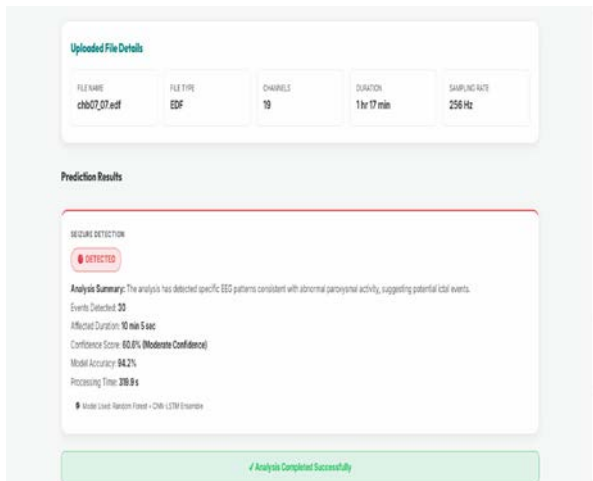 Uploaded File Details
FILE NAME FILE TYPE CHANNELS DURATION SAMPLING RATE
chb07_07.edf EDF 19 1 hr 17 min 256 Hz
Prediction Results
SEIZURE DETECTION
DETECTED
Analysis Summary: The analysis has detected specific EEG patterns consistent with abnormal paroxysmal activity, suggesting potential ictal events.
Events Detected: 30
Affected Duration: 10 min 5 sec
Confidence Score: 60.6% (Moderate Confidence)
Model Accuracy: 94.2%
Processing Time: 319.9 s
Model Used: Random Forest + CNN-LSTM Ensemble
✓ Analysis Completed Successfully